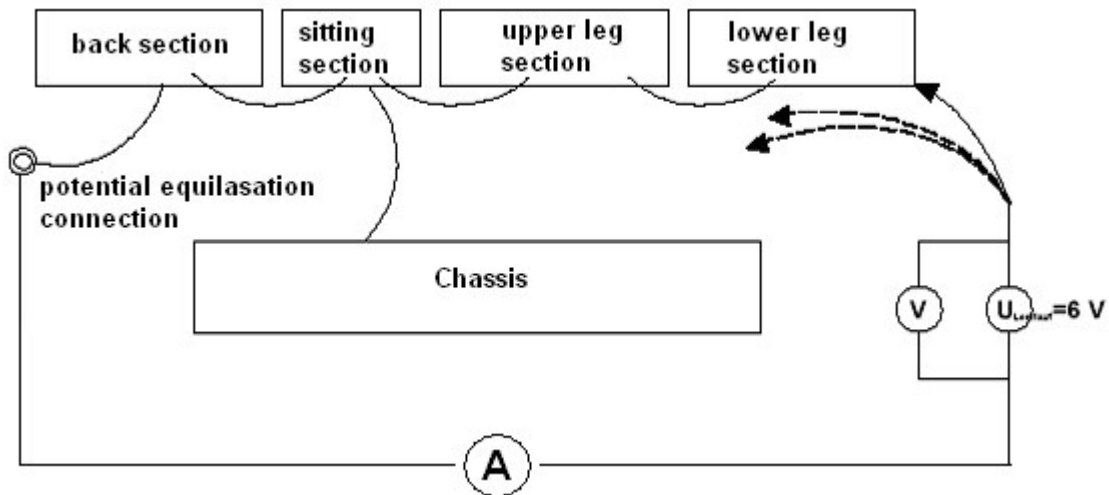 back section
sitting
section
upper leg
section
lower leg
section
potential equilasation
connection
Chassis
V
U =6 V
A